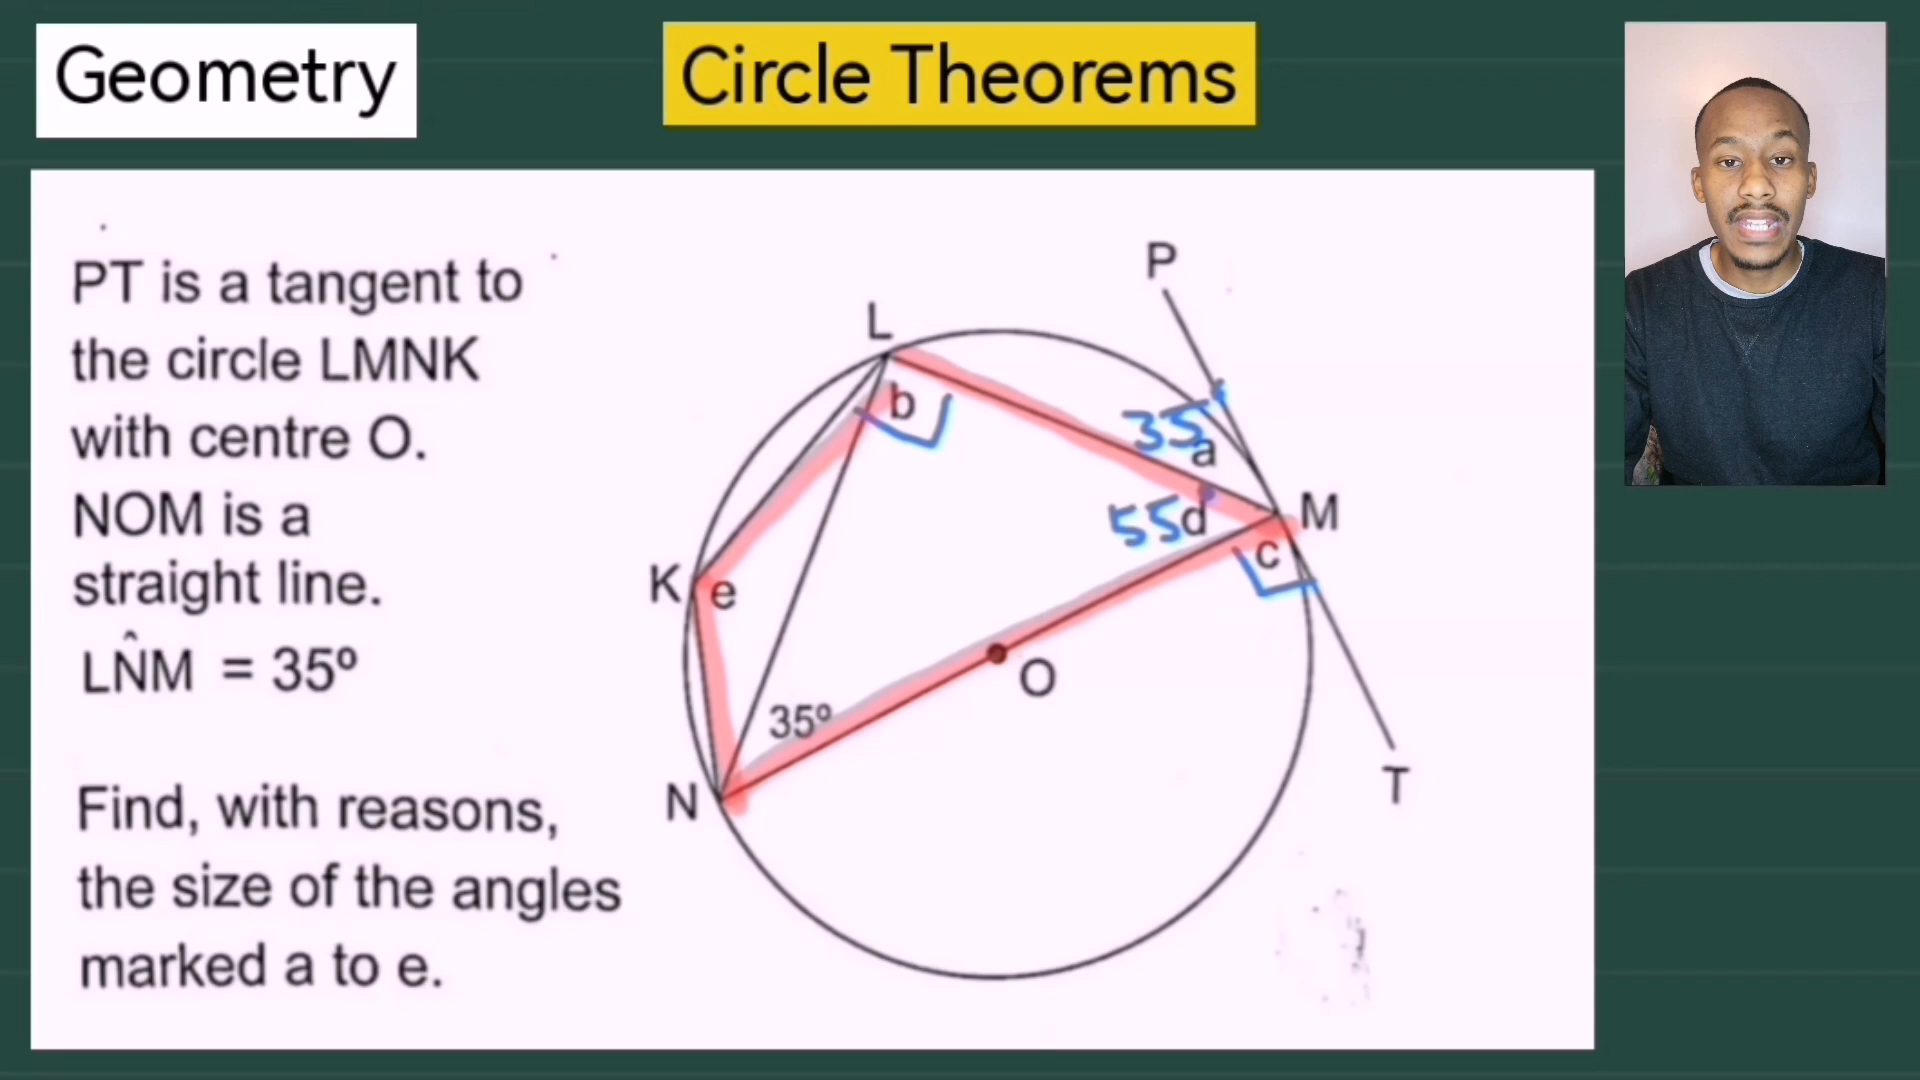 Geometry
Circle Theorems
PT is a tangent to
the circle LMNK
with centre O.
NOM is a
straight line.
LN̂M = 35º
Find, with reasons,
the size of the angles
marked a to e.
P
L
b
35
a
M
55
d
c
K
e
O
35º
T
N